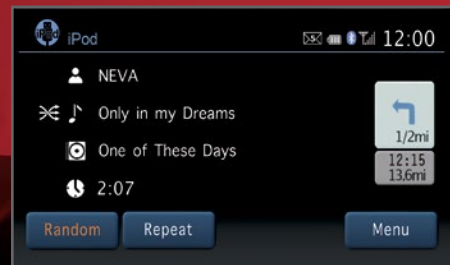 iPod iPod 12:00
NEVA
Only in my Dreams
1/2mi
One of These Days
12:15
13.6mi
2:07
Random Repeat Menu